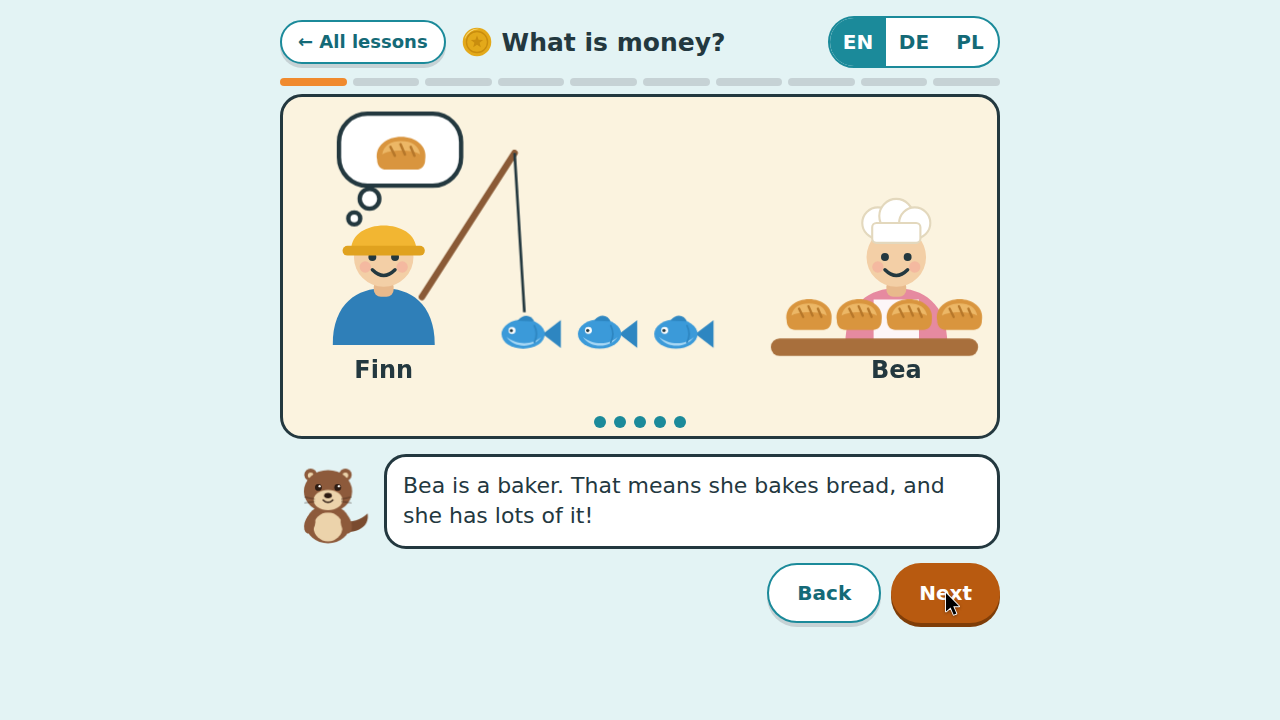 ← All lessons
What is money?
EN DE PL
Finn
Bea
Bea is a baker. That means she bakes bread, and
she has lots of it!
Back
Next